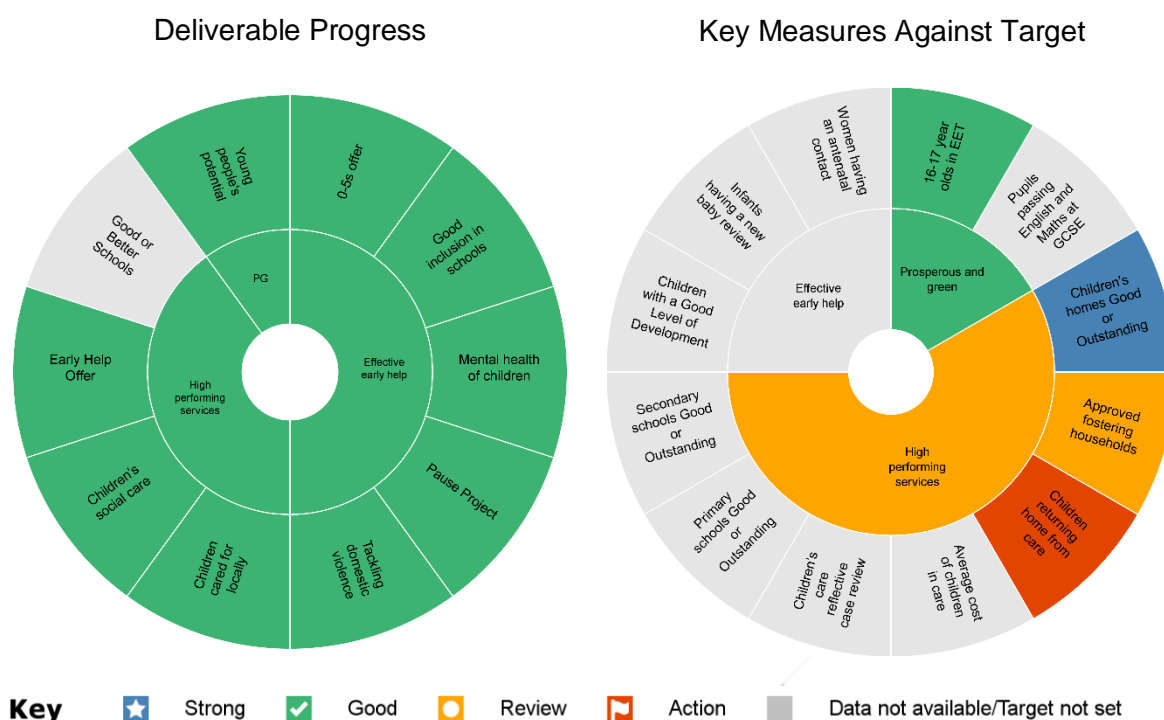 Deliverable Progress
Key Measures Against Target
Young
people's
potential
0-5s offer
Good
inclusion in
schools
Mental health
of children
Pause Project
Tackling
domestic
violence
Children
cared for
locally
Children's
social care
Early Help
Offer
Good or
Better
Schools
PG
Effective
early help
High
performing
services
Women having
an antenatal
contact
16-17 year
olds in EET
Pupils
passing
English and
Maths at
GCSE
Children's
homes Good
or
Outstanding
Approved
fostering
households
Children
returning
home from
care
Average cost
of children
in care
Children's
care
reflective
case review
Primary
schools Good
or
Outstanding
Secondary
schools Good
or
Outstanding
Children
with a Good
Level of
Development
Infants
having a new
baby review
Effective
early help
Prosperous and
green
High
performing
services
Key Strong Good Review Action Data not available/Target not set